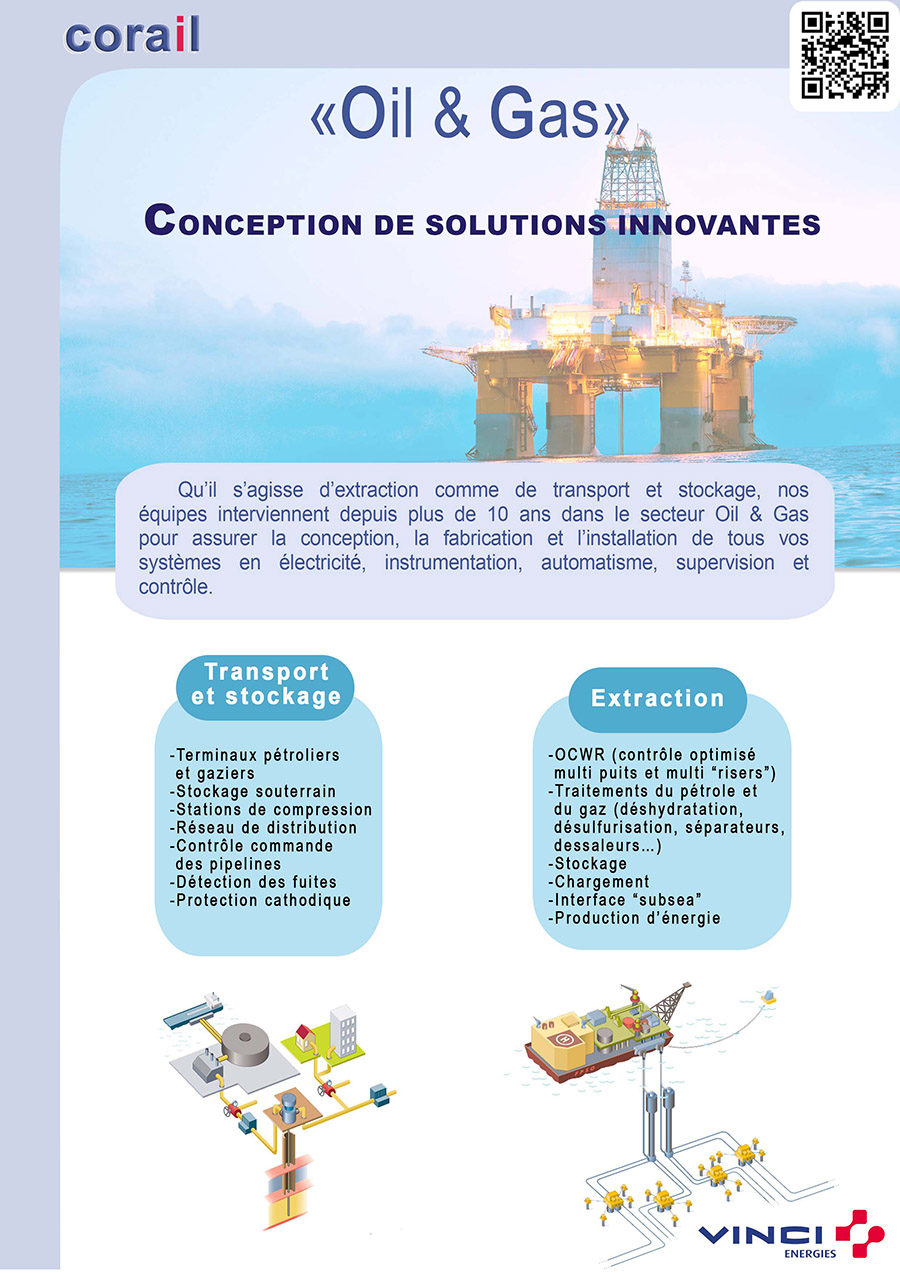 corail
«Oil & Gas»
CONCEPTION DE SOLUTIONS INNOVANTES
Qu’il s’agisse d’extraction comme de transport et stockage, nos
équipes interviennent depuis plus de 10 ans dans le secteur Oil & Gas
pour assurer la conception, la fabrication et l’installation de tous vos
systèmes en électricité, instrumentation, automatisme, supervision et
contrôle.
Transport
et stockage
-Terminaux pétroliers
et gaziers
-Stockage souterrain
-Stations de compression
-Réseau de distribution
-Contrôle commande
des pipelines
-Détection des fuites
-Protection cathodique
Extraction
-OCWR (contrôle optimisé
multi puits et multi “risers”)
-Traitements du pétrole et
du gaz (déshydratation,
désulfurisation, séparateurs,
dessaleurs...)
-Stockage
-Chargement
-Interface “subsea”
-Production d’énergie
H
FPSO
VINCI
ENERGIES